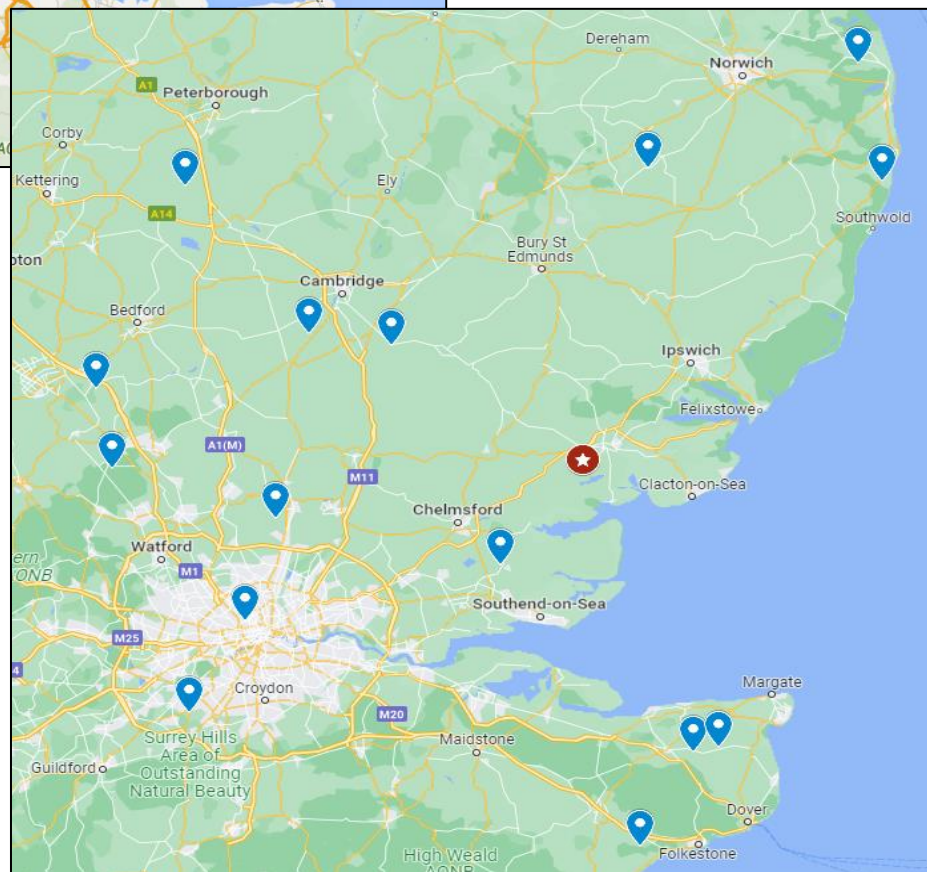 Dereham
Norwich
A1
Peterborough
Corby
Kettering
Ely
A14
Southwold
Bury St
Edmunds
pton
Cambridge
Bedford
Ipswich
Felixstowe
A1(M)
M11
Clacton-on-Sea
Chelmsford
Watford
ern
ONB
M1
Southend-on-Sea
M25
4
Croydon
Margate
M20
Surrey Hills
Area of
Outstanding
Natural Beauty
Maidstone
Guildford
Dover
Folkestone
High Weald
AONB